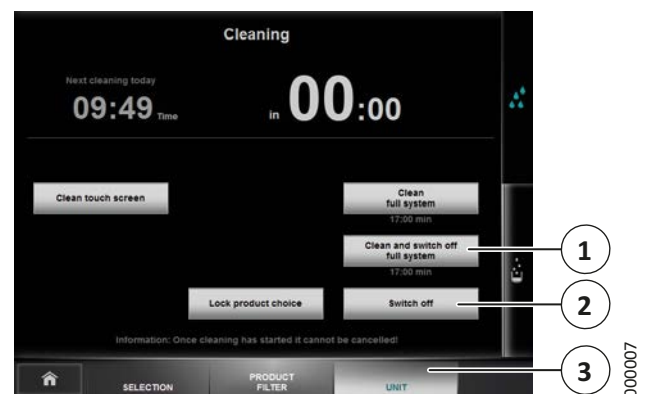 Cleaning
Next cleaning today
09:49 Time
in 00:00
Clean touch screen
Clean
full system
17:00 min
Clean and switch off
full system
17:00 min
1
Lock product choice
Switch off
2
Information: Once cleaning has started it cannot be cancelled!
SELECTION
PRODUCT
FILTER
UNIT
3
000007